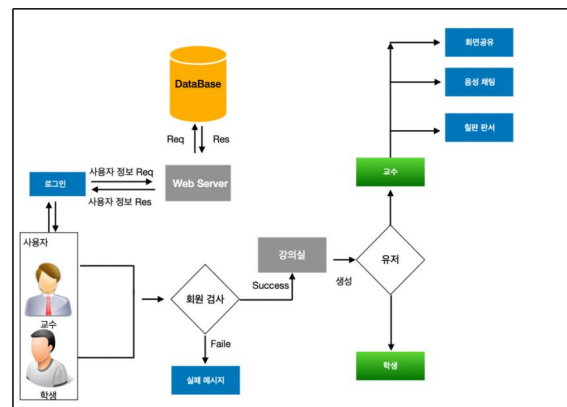 화면공유
음성 채팅
칠판 판서
DataBase
Req
Res
교수
로그인
사용자 정보 Req
사용자 정보 Res
Web Server
사용자
교수
학생
회원 검사
Success
Faile
실패 메시지
강의실
생성
유저
학생